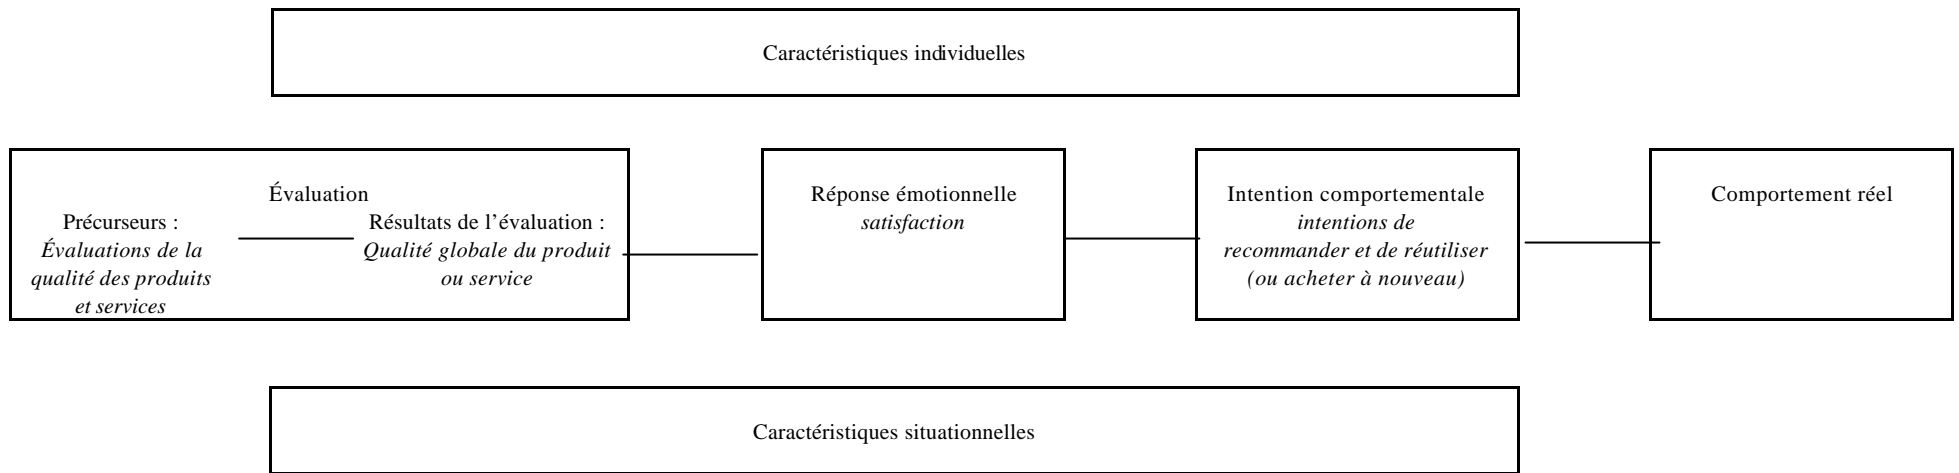 Caractéristiques individuelles
Évaluation
Précurseurs :
Évaluations de la
qualité des produits
et services
Résultats de l’évaluation :
Qualité globale du produit
ou service
Réponse émotionnelle
satisfaction
Intention comportementale
intentions de
recommander et de réutiliser
(ou acheter à nouveau)
Comportement réel
Caractéristiques situationnelles